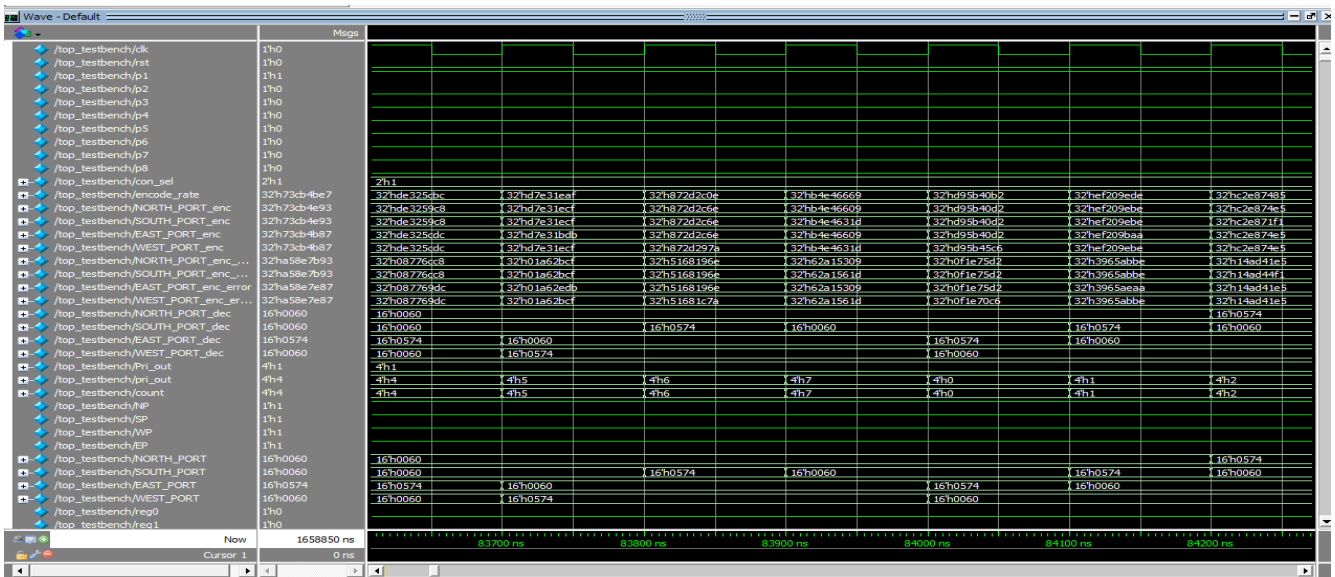 Wave - Default
Msgs
/top_testbench/clk 1'h0
/top_testbench/rst 1'h0
/top_testbench/p1 1'h1
/top_testbench/p2 1'h0
/top_testbench/p3 1'h0
/top_testbench/p4 1'h0
/top_testbench/p5 1'h0
/top_testbench/p6 1'h0
/top_testbench/p7 1'h0
/top_testbench/p8 1'h0
/top_testbench/con_sel 2'h1 2'h1
/top_testbench/encode_rate 32'h73cb4be7 32'hde325cbc 32'hd7e31eaf 32'h872d2c0e 32'hb4e46669 32'hd95b40b2 32'hef209ede 32'hc2e87485
/top_testbench/NORTH_PORT_enc 32'h73cb4e93 32'hde3259c8 32'hd7e31ecf 32'h872d2c6e 32'hb4e46609 32'hd95b40d2 32'hef209ebe 32'hc2e874e5
/top_testbench/SOUTH_PORT_enc 32'h73cb4e93 32'hde3259c8 32'hd7e31ecf 32'h872d2c6e 32'hb4e4631d 32'hd95b40d2 32'hef209ebe 32'hc2e871f1
/top_testbench/EAST_PORT_enc 32'h73cb4b87 32'hde325cdc 32'hd7e31bdb 32'h872d2c6e 32'hb4e46609 32'hd95b40d2 32'hef209baa 32'hc2e874e5
/top_testbench/WEST_PORT_enc 32'h73cb4b87 32'hde325cdc 32'hd7e31ecf 32'h872d297a 32'hb4e4631d 32'hd95b45c6 32'hef209ebe 32'hc2e874e5
/top_testbench/NORTH_PORT_enc_... 32'ha58e7b93 32'h08776cc8 32'h01a62bcf 32'h5168196e 32'h62a15309 32'h0f1e75d2 32'h3965abbe 32'h14ad41e5
/top_testbench/SOUTH_PORT_enc_... 32'ha58e7b93 32'h08776cc8 32'h01a62bcf 32'h5168196e 32'h62a1561d 32'h0f1e75d2 32'h3965abbe 32'h14ad44f1
/top_testbench/EAST_PORT_enc_error 32'ha58e7e87 32'h087769dc 32'h01a62edb 32'h5168196e 32'h62a15309 32'h0f1e75d2 32'h3965aeaa 32'h14ad41e5
/top_testbench/WEST_PORT_enc_er... 32'ha58e7e87 32'h087769dc 32'h01a62bcf 32'h51681c7a 32'h62a1561d 32'h0f1e70c6 32'h3965abbe 32'h14ad41e5
/top_testbench/NORTH_PORT_dec 16'h0060 16'h0060 16'h0574
/top_testbench/SOUTH_PORT_dec 16'h0060 16'h0060 16'h0574 16'h0060 16'h0574 16'h0060
/top_testbench/EAST_PORT_dec 16'h0574 16'h0574 16'h0060 16'h0574 16'h0060
/top_testbench/WEST_PORT_dec 16'h0060 16'h0060 16'h0574 16'h0060
/top_testbench/Pri_out 4'h1 4'h1
/top_testbench/pri_out 4'h4 4'h4 4'h5 4'h6 4'h7 4'h0 4'h1 4'h2
/top_testbench/count 4'h4 4'h4 4'h5 4'h6 4'h7 4'h0 4'h1 4'h2
/top_testbench/NP 1'h1
/top_testbench/SP 1'h1
/top_testbench/WP 1'h1
/top_testbench/EP 1'h1
/top_testbench/NORTH_PORT 16'h0060 16'h0060 16'h0574
/top_testbench/SOUTH_PORT 16'h0060 16'h0060 16'h0574 16'h0060 16'h0574 16'h0060
/top_testbench/EAST_PORT 16'h0574 16'h0574 16'h0060 16'h0574 16'h0060
/top_testbench/WEST_PORT 16'h0060 16'h0060 16'h0574 16'h0060
/top_testbench/reg0 1'h0
/top_testbench/reg1 1'h0
Now 1658850 ns 83700 ns 83800 ns 83900 ns 84000 ns 84100 ns 84200 ns
Cursor 1 0 ns